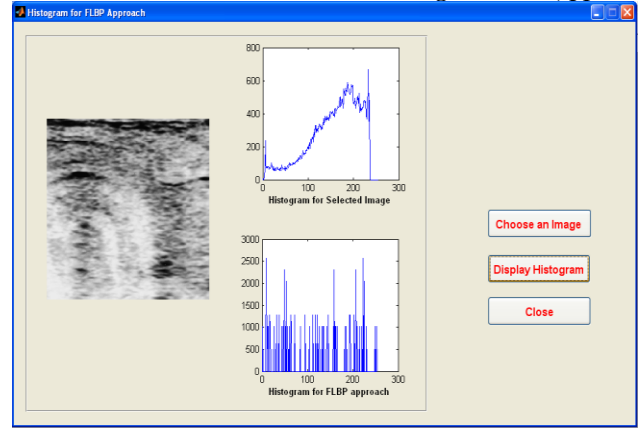 Histogram for FLBP Approach
800
600
400
200
0
0 100 200 300
Histogram for Selected Image
3000
2500
2000
1500
1000
500
0
0 100 200 300
Histogram for FLBP approach
Choose an Image
Display Histogram
Close